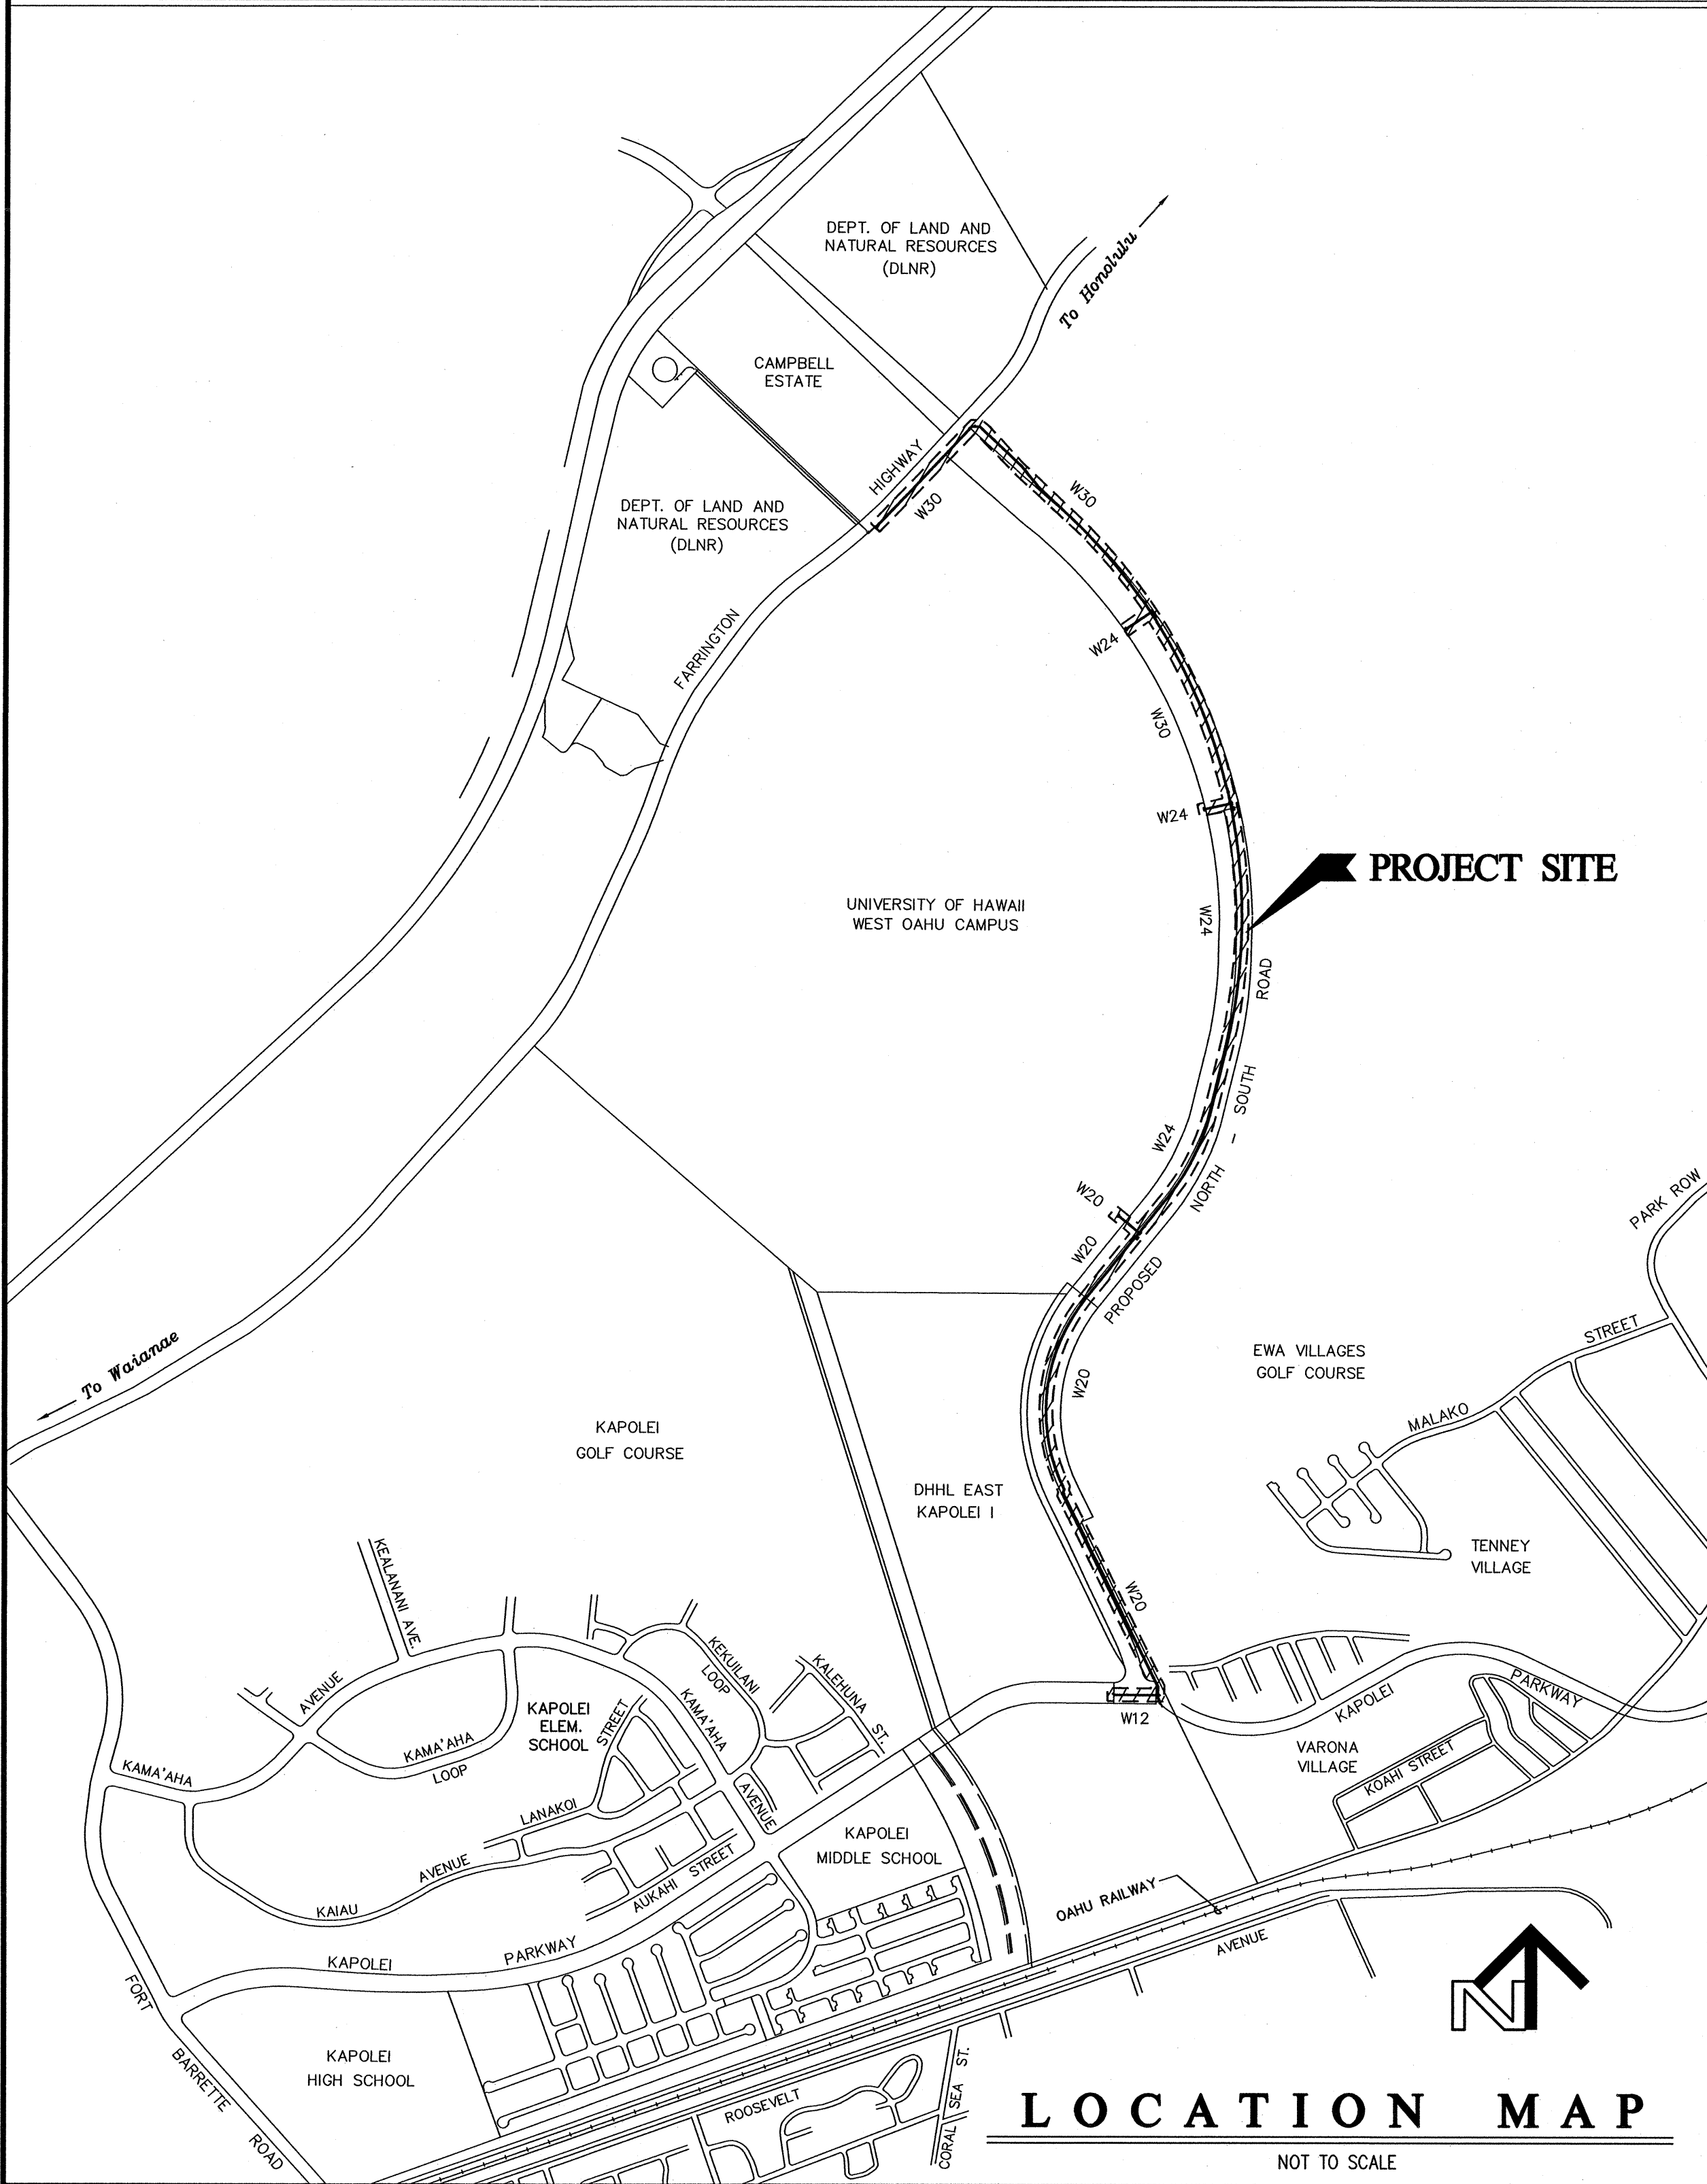 DEPT. OF LAND AND
NATURAL RESOURCES
(DLNR)
To Honolulu
CAMPBELL
ESTATE
HIGHWAY
W30
W30
DEPT. OF LAND AND
NATURAL RESOURCES
(DLNR)
FARRINGTON
W24
W30
W24
PROJECT SITE
UNIVERSITY OF HAWAII
WEST OAHU CAMPUS
W24
ROAD
SOUTH
-
NORTH
PROPOSED
W24
W20
W20
PARK ROW
To Waianae
EWA VILLAGES
GOLF COURSE
STREET
MALAKO
W20
KAPOLEI
GOLF COURSE
DHHL EAST
KAPOLEI I
TENNEY
VILLAGE
KEALANANI AVE.
W20
KEKUILANI
LOOP
KALEHUNA
ST.
AVENUE
KAPOLEI
ELEM.
SCHOOL
STREET
KAMA'AHA
AVENUE
W12
KAPOLEI
PARKWAY
KAMA'AHA
LOOP
KAMA'AHA
VARONA
VILLAGE
KOAHI STREET
LANAKOI
KAPOLEI
MIDDLE SCHOOL
AVENUE
AUKAHI STREET
KAIAU
OAHU RAILWAY
AVENUE
KAPOLEI
PARKWAY
FORT
BARRETTE
ROAD
KAPOLEI
HIGH SCHOOL
ROOSEVELT
CORAL SEA ST.
N
LOCATION MAP
NOT TO SCALE